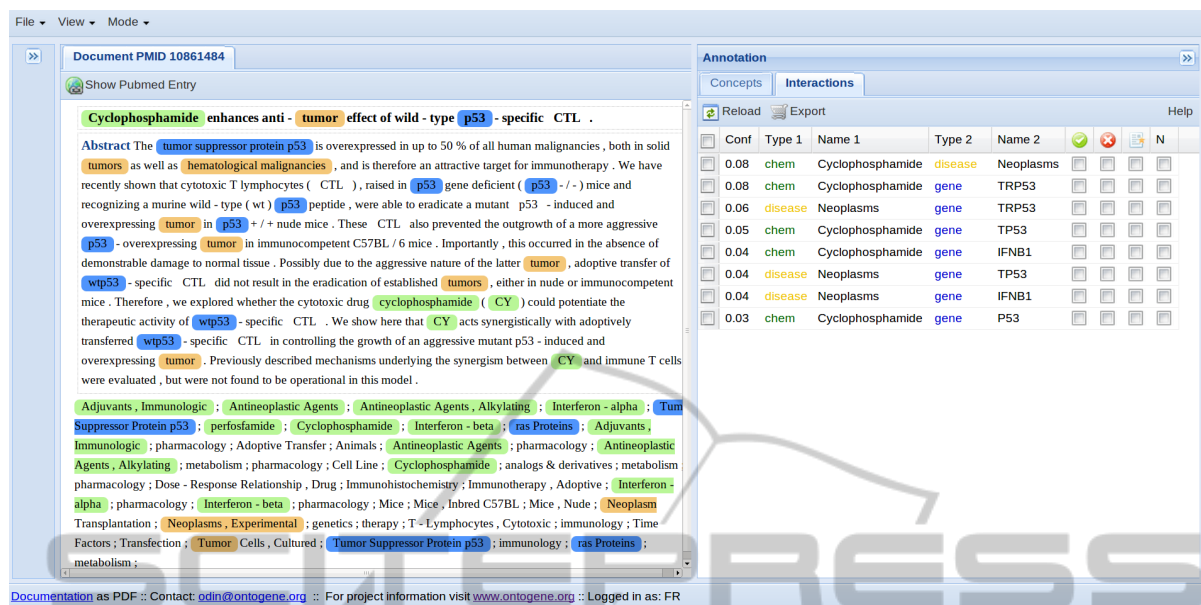 File View Mode
Document PMID 10861484
Show Pubmed Entry
Cyclophosphamide enhances anti - tumor effect of wild - type p53 - specific CTL .
Abstract The tumor suppressor protein p53 is overexpressed in up to 50 % of all human malignancies , both in solid
tumors as well as hematological malignancies , and is therefore an attractive target for immunotherapy . We have
recently shown that cytotoxic T lymphocytes ( CTL ) , raised in p53 gene deficient ( p53 - / - ) mice and
recognizing a murine wild - type ( wt ) p53 peptide , were able to eradicate a mutant p53 - induced and
overexpressing tumor in p53 + / + nude mice . These CTL also prevented the outgrowth of a more aggressive
p53 - overexpressing tumor in immunocompetent C57BL / 6 mice . Importantly , this occurred in the absence of
demonstrable damage to normal tissue . Possibly due to the aggressive nature of the latter tumor , adoptive transfer of
wtp53 - specific CTL did not result in the eradication of established tumors , either in nude or immunocompetent
mice . Therefore , we explored whether the cytotoxic drug cyclophosphamide ( CY ) could potentiate the
therapeutic activity of wtp53 - specific CTL . We show here that CY acts synergistically with adoptively
transferred wtp53 - specific CTL in controlling the growth of an aggressive mutant p53 - induced and
overexpressing tumor . Previously described mechanisms underlying the synergism between CY and immune T cells
were evaluated , but were not found to be operational in this model .
Adjuvants , Immunologic ; Antineoplastic Agents ; Antineoplastic Agents , Alkylating ; Interferon - alpha ; Tum
Suppressor Protein p53 ; perfosfamide ; Cyclophosphamide ; Interferon - beta ; ras Proteins ; Adjuvants ,
Immunologic ; pharmacology ; Adoptive Transfer ; Animals ; Antineoplastic Agents ; pharmacology ; Antineoplastic
Agents , Alkylating ; metabolism ; pharmacology ; Cell Line ; Cyclophosphamide ; analogs & derivatives ; metabolism ;
pharmacology ; Dose - Response Relationship , Drug ; Immunohistochemistry ; Immunotherapy , Adoptive ; Interferon -
alpha ; pharmacology ; Interferon - beta ; pharmacology ; Mice ; Mice , Inbred C57BL ; Mice , Nude ; Neoplasm
Transplantation ; Neoplasms , Experimental ; genetics ; therapy ; T - Lymphocytes , Cytotoxic ; immunology ; Time
Factors ; Transfection ; Tumor Cells , Cultured ; Tumor Suppressor Protein p53 ; immunology ; ras Proteins ;
metabolism ;
Annotation
Concepts Interactions
Reload Export Help
Conf Type 1 Name 1 Type 2 Name 2 N
0.08 chem Cyclophosphamide disease Neoplasms
0.08 chem Cyclophosphamide gene TRP53
0.06 disease Neoplasms gene TRP53
0.05 chem Cyclophosphamide gene TP53
0.04 chem Cyclophosphamide gene IFNB1
0.04 disease Neoplasms gene TP53
0.04 disease Neoplasms gene IFNB1
0.03 chem Cyclophosphamide gene P53
Documentation as PDF :: Contact: odin@ontogene.org :: For project information visit www.ontogene.org :: Logged in as: FR
SCITEPRESS